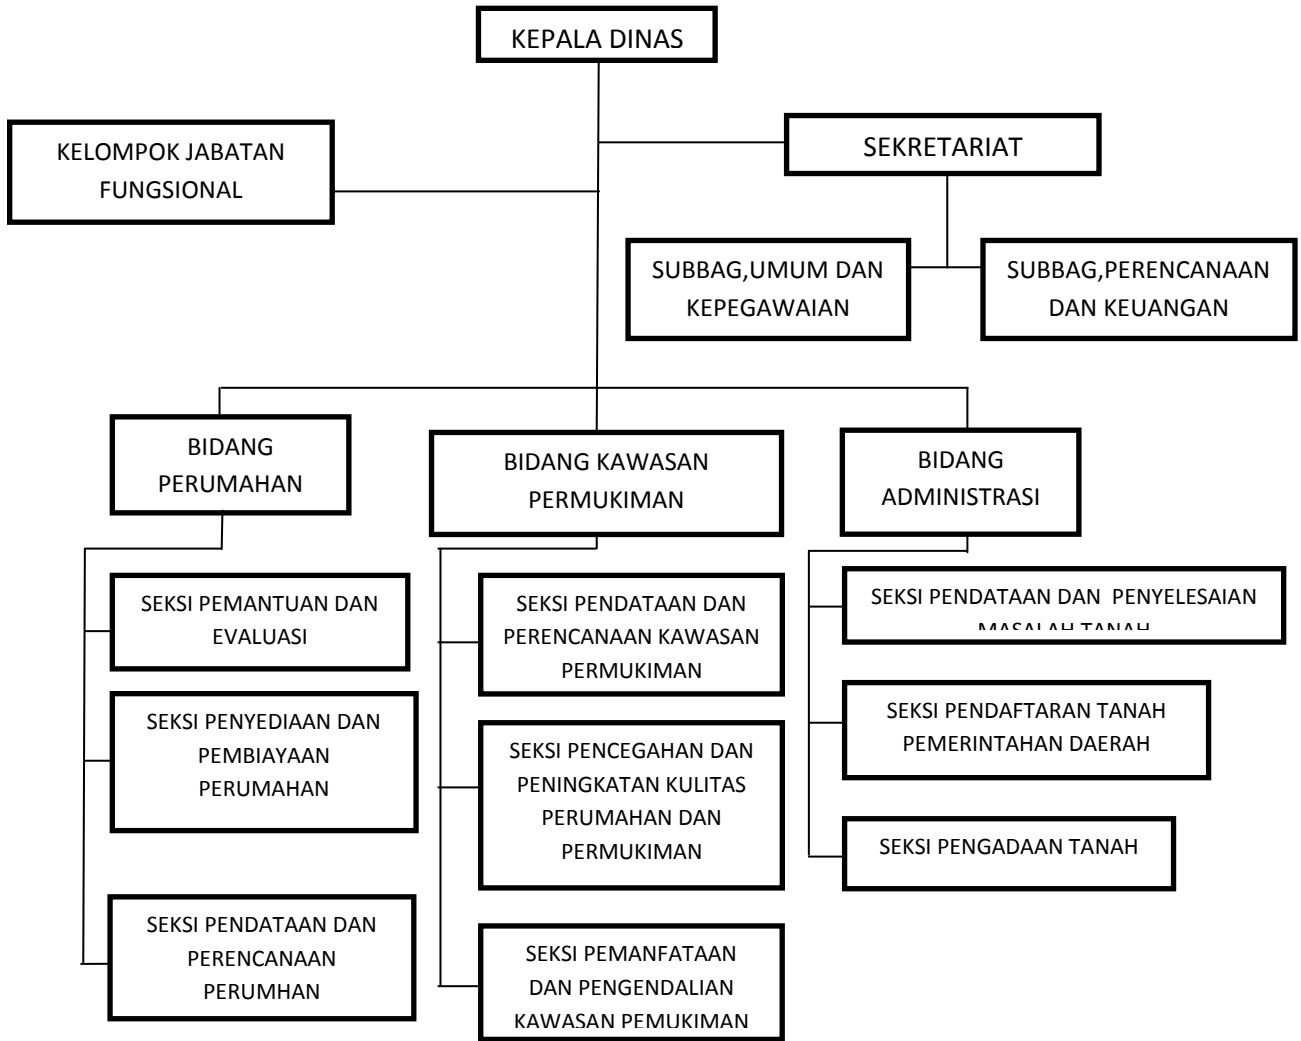 KEPALA DINAS
KELOMPOK JABATAN
FUNGSIONAL
SEKRETARIAT
SUBBAG,UMUM DAN
KEPEGAWAIAN
SUBBAG,PERENCANAAN
DAN KEUANGAN
BIDANG
PERUMAHAN
BIDANG KAWASAN
PERMUKIMAN
BIDANG
ADMINISTRASI
SEKSI PEMANTUAN DAN
EVALUASI
SEKSI PENYEDIAAN DAN
PEMBIAYAAN
PERUMAHAN
SEKSI PENDATAAN DAN
PERENCANAAN
PERUMHAN
SEKSI PENDATAAN DAN
PERENCANAAN KAWASAN
PERMUKIMAN
SEKSI PENCEGAHAN DAN
PENINGKATAN KULITAS
PERUMAHAN DAN
PERMUKIMAN
SEKSI PEMANFATAAN
DAN PENGENDALIAN
KAWASAN PEMUKIMAN
SEKSI PENDATAAN DAN PENYELESAIAN
MASALAH TANAH
SEKSI PENDAFTARAN TANAH
PEMERINTAHAN DAERAH
SEKSI PENGADAAN TANAH